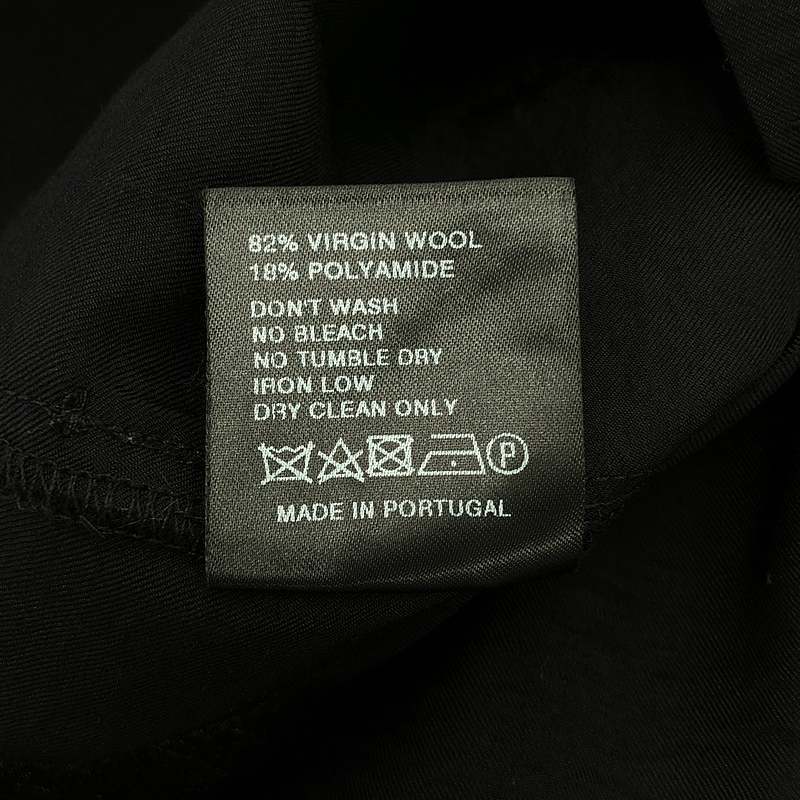 82% VIRGIN WOOL
18% POLYAMIDE
DON'T WASH
NO BLEACH
NO TUMBLE DRY
IRON LOW
DRY CLEAN ONLY
P
MADE IN PORTUGAL